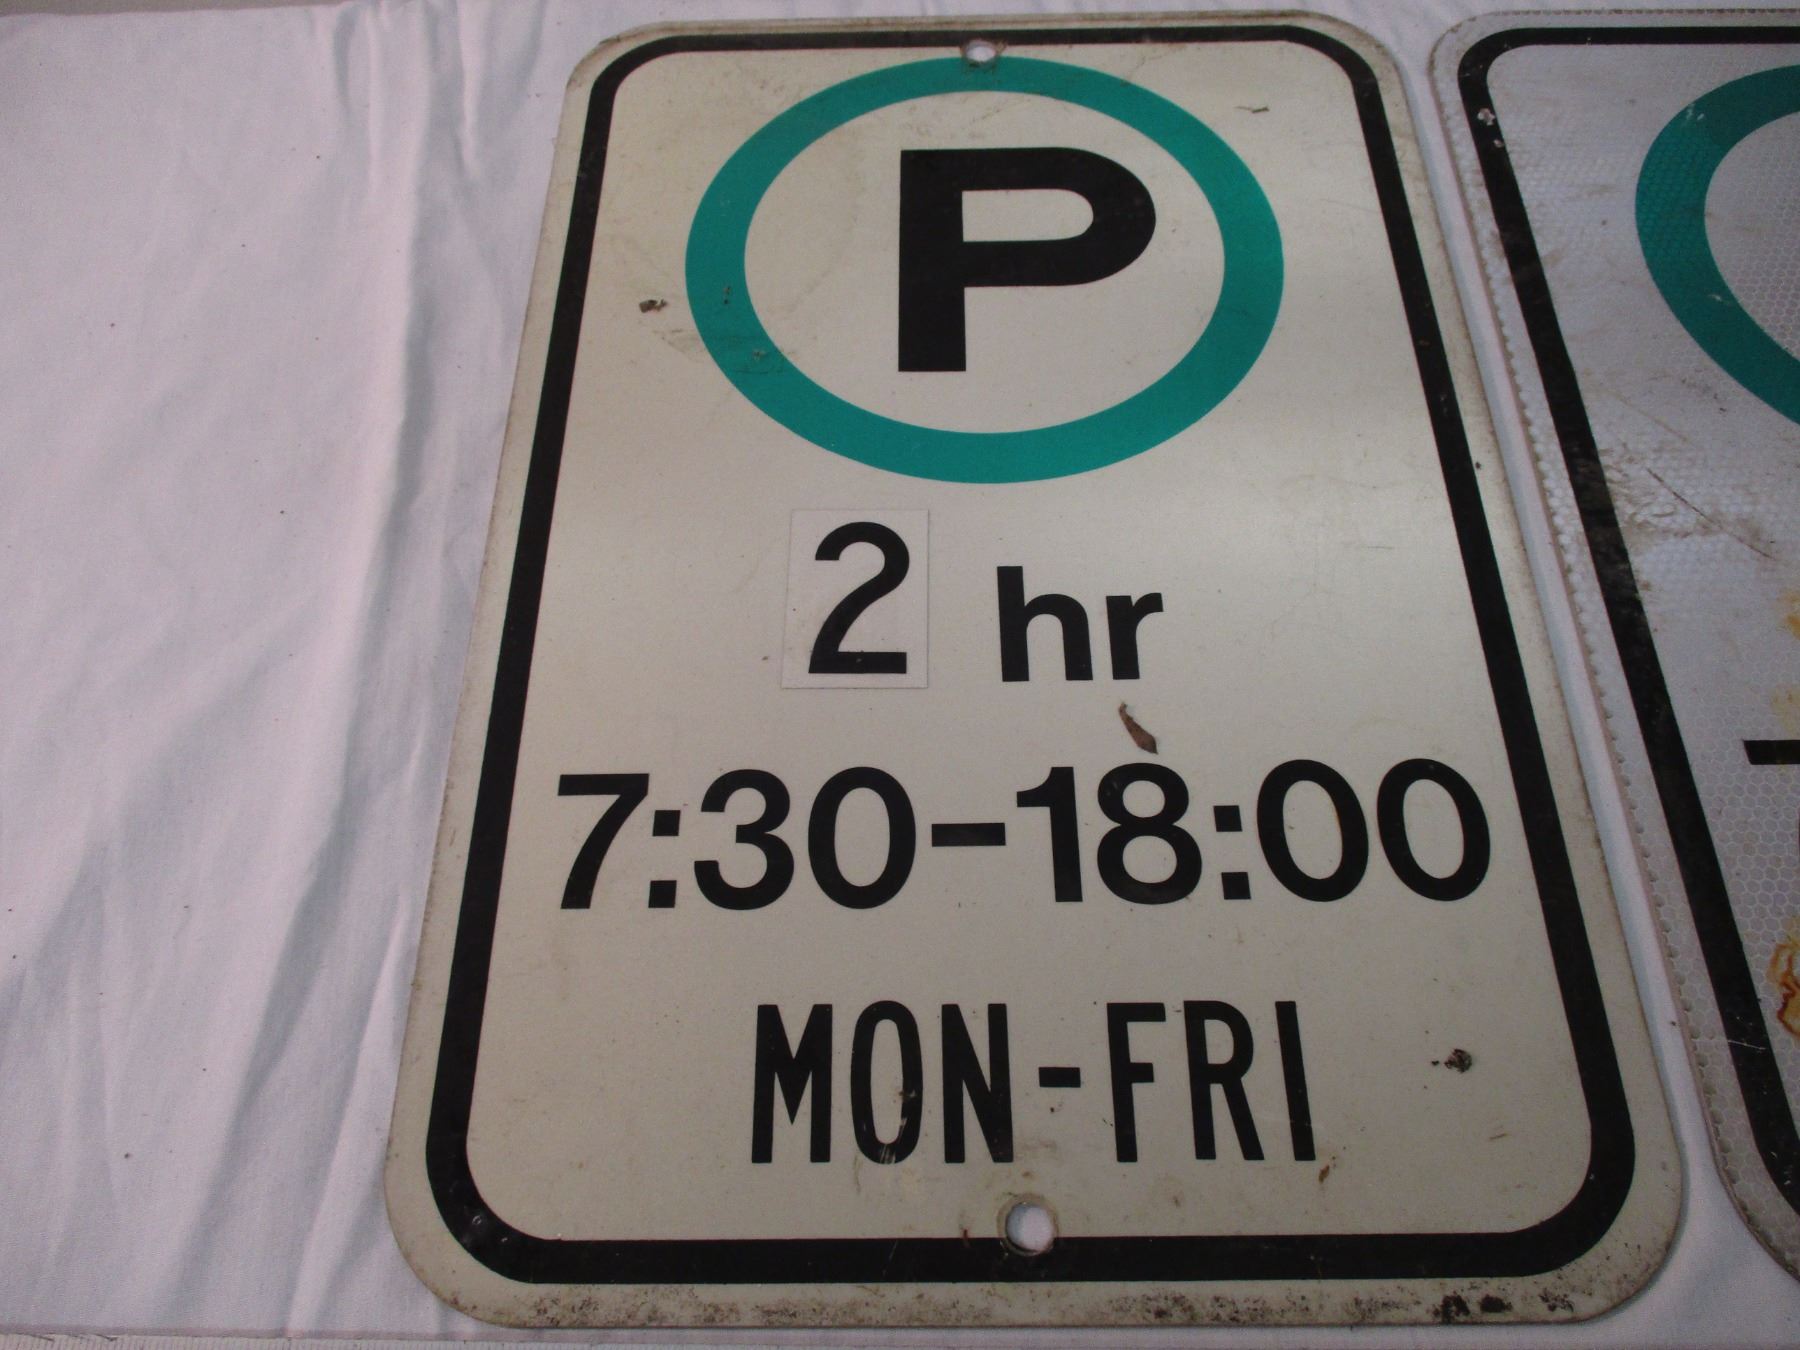 P
2 hr
7:30-18:00
MON-FRI